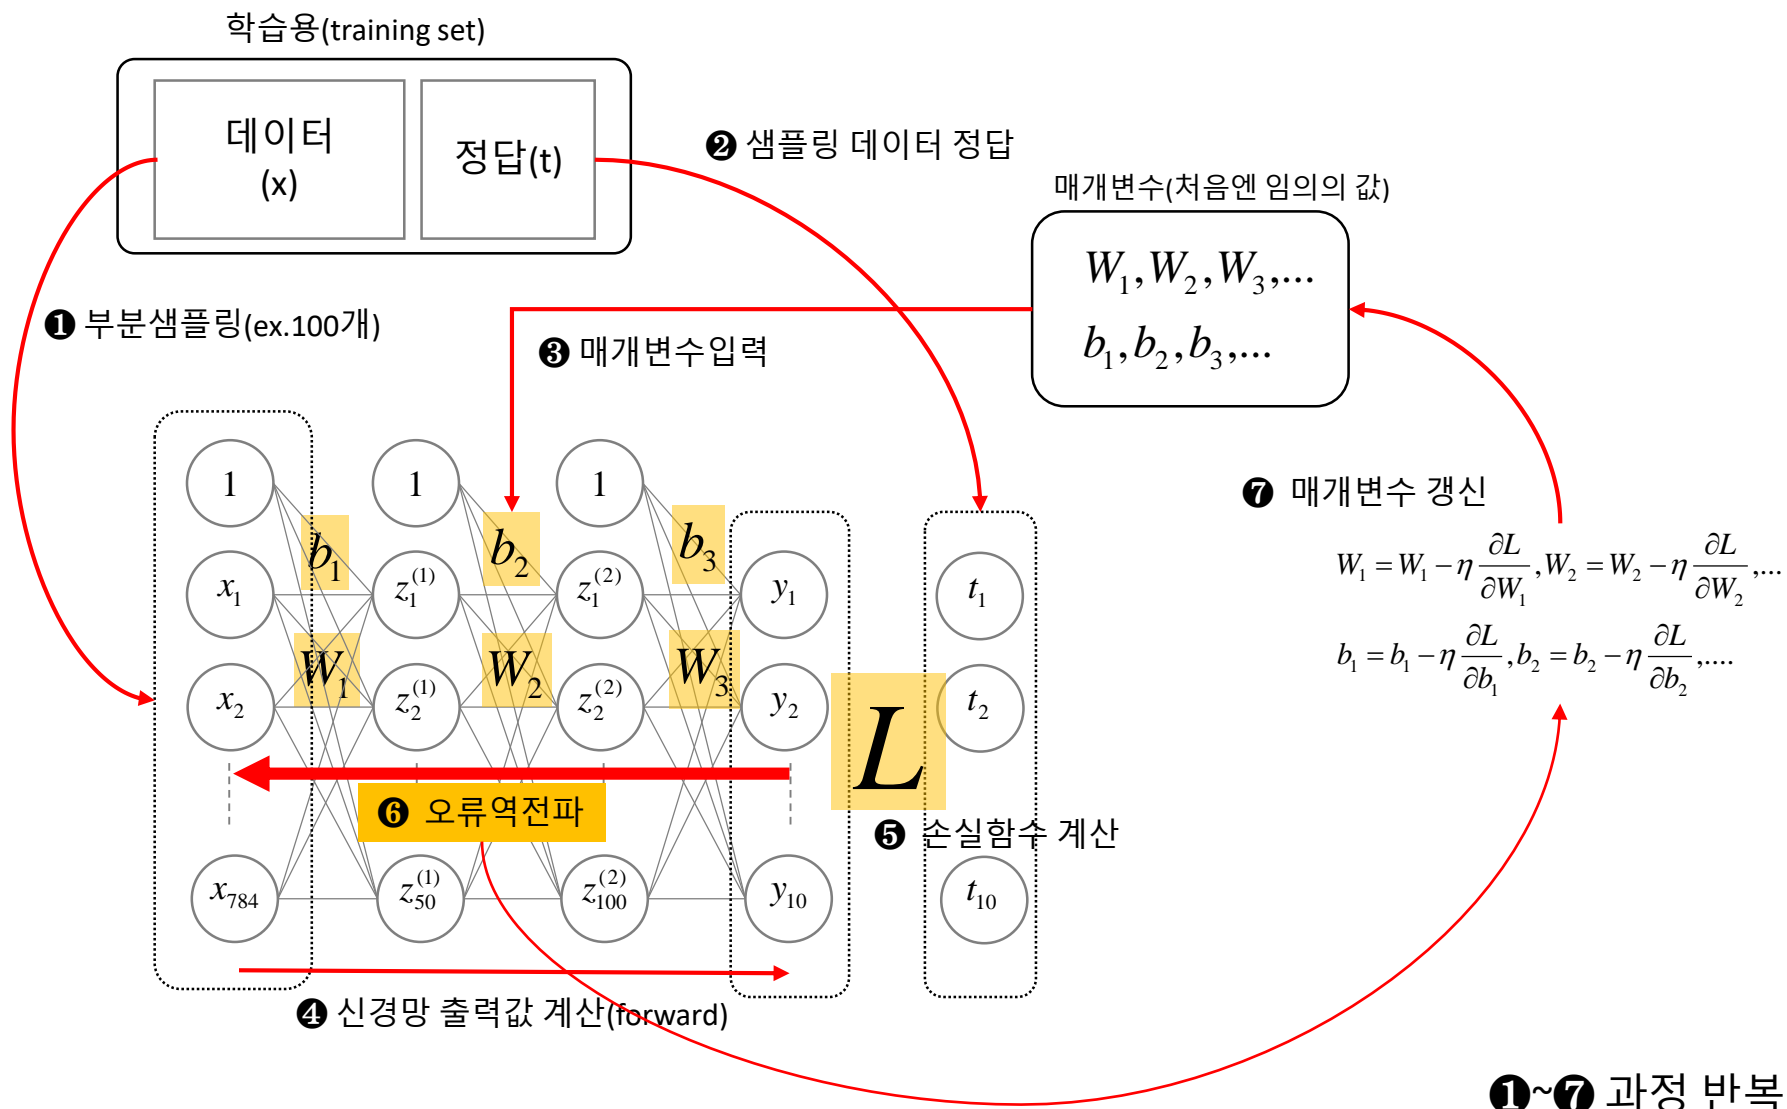 학습용(training set)
데이터
(x)
정답(t)
❷ 샘플링 데이터 정답
매개변수(처음엔 임의의 값)
W₁,W₂,W₃,...
b₁,b₂,b₃,...
❶ 부분샘플링(ex.100개)
❸ 매개변수입력
1 1 1
b₁ b₂ b₃
x₁ z₁⁽¹⁾ z₁⁽²⁾ y₁ t₁
W₁ W₂ W₃
x₂ z₂⁽¹⁾ z₂⁽²⁾ y₂ t₂
L
❻ 오류역전파
❺ 손실함수 계산
x₇₈₄ z₅₀⁽¹⁾ z₁₀₀⁽²⁾ y₁₀ t₁₀
❹ 신경망 출력값 계산(forward)
❼ 매개변수 갱신
W₁ = W₁ − η ∂L/∂W₁, W₂ = W₂ − η ∂L/∂W₂,...
b₁ = b₁ − η ∂L/∂b₁, b₂ = b₂ − η ∂L/∂b₂,....
❶~❼ 과정 반복